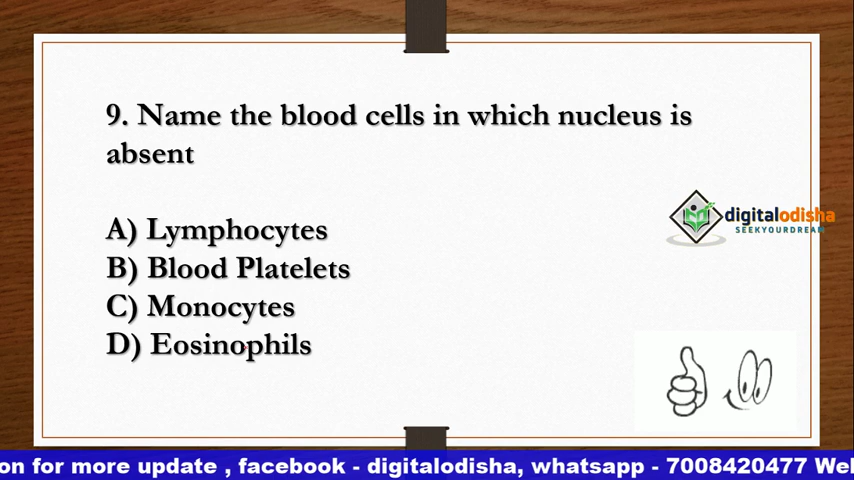 9. Name the blood cells in which nucleus is
absent
A) Lymphocytes
B) Blood Platelets
C) Monocytes
D) Eosinophils
digitalodisha
SEEKYOURDREAM
on for more update , facebook - digitalodisha, whatsapp - 7008420477 Wel